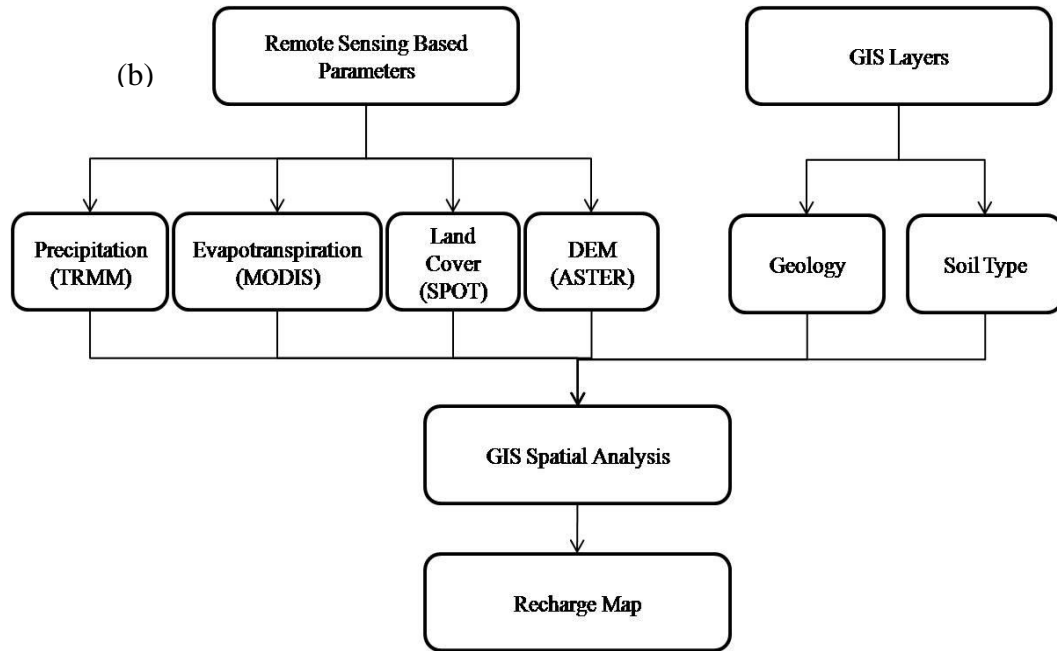 (b)
Remote Sensing Based
Parameters
GIS Layers
Precipitation
(TRMM)
Evapotranspiration
(MODIS)
Land
Cover
(SPOT)
DEM
(ASTER)
Geology
Soil Type
GIS Spatial Analysis
Recharge Map